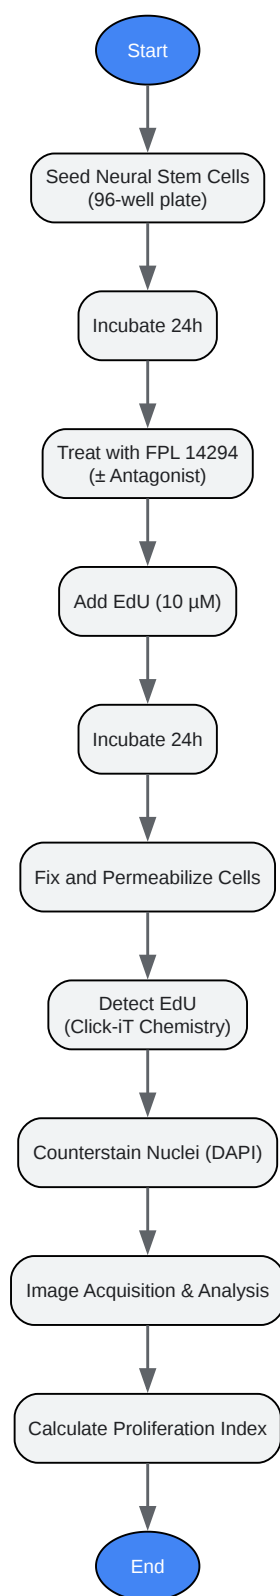 Start
Seed Neural Stem Cells
(96-well plate)
Incubate 24h
Treat with FPL 14294
(± Antagonist)
Add EdU (10 µM)
Incubate 24h
Fix and Permeabilize Cells
Detect EdU
(Click-iT Chemistry)
Counterstain Nuclei (DAPI)
Image Acquisition & Analysis
Calculate Proliferation Index
End